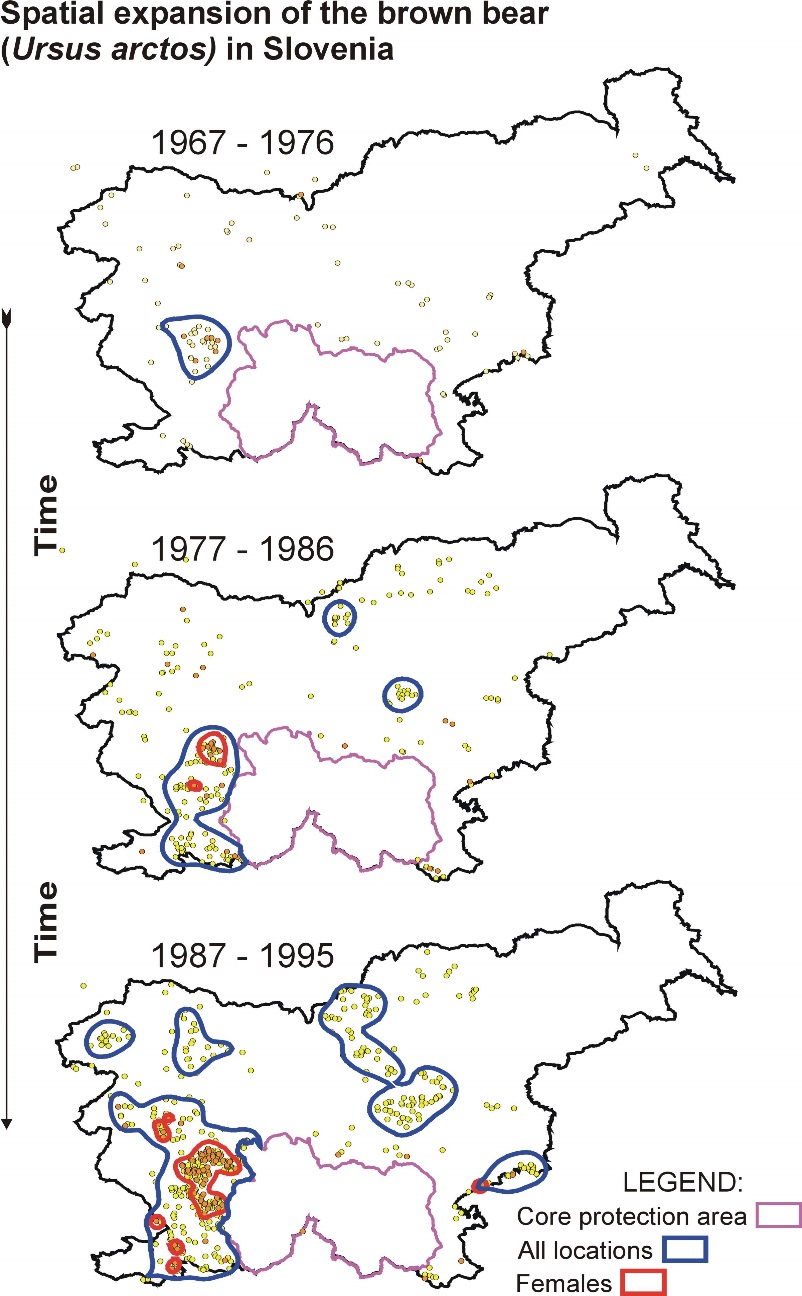 Spatial expansion of the brown bear
(Ursus arctos) in Slovenia
1967 - 1976
Time
1977 - 1986
Time
1987 - 1995
LEGEND:
Core protection area
All locations
Females